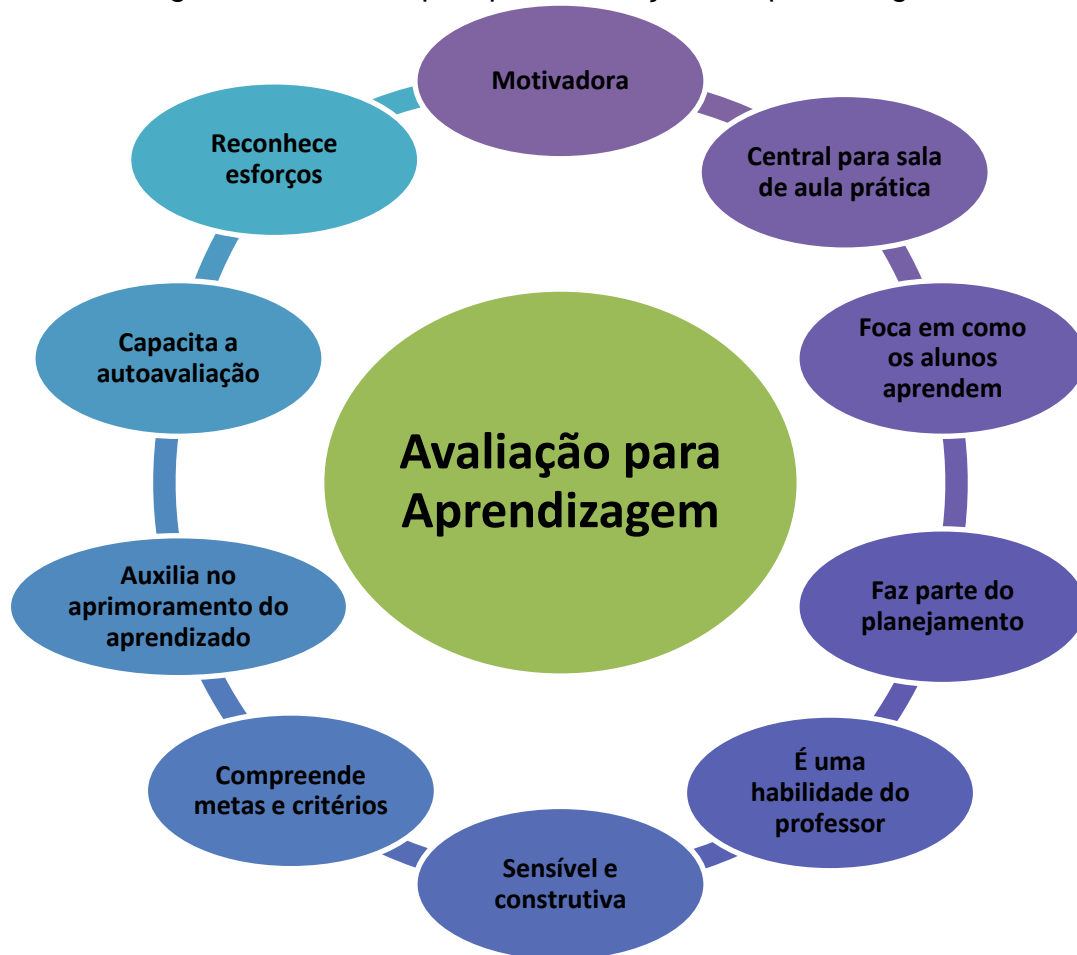 Motivadora
Central para sala
de aula prática
Foca em como
os alunos
aprendem
Faz parte do
planejamento
É uma
habilidade do
professor
Sensível e
construtiva
Compreende
metas e critérios
Auxilia no
aprimoramento do
aprendizado
Capacita a
autoavaliação
Reconhece
esforços
Avaliação para
Aprendizagem